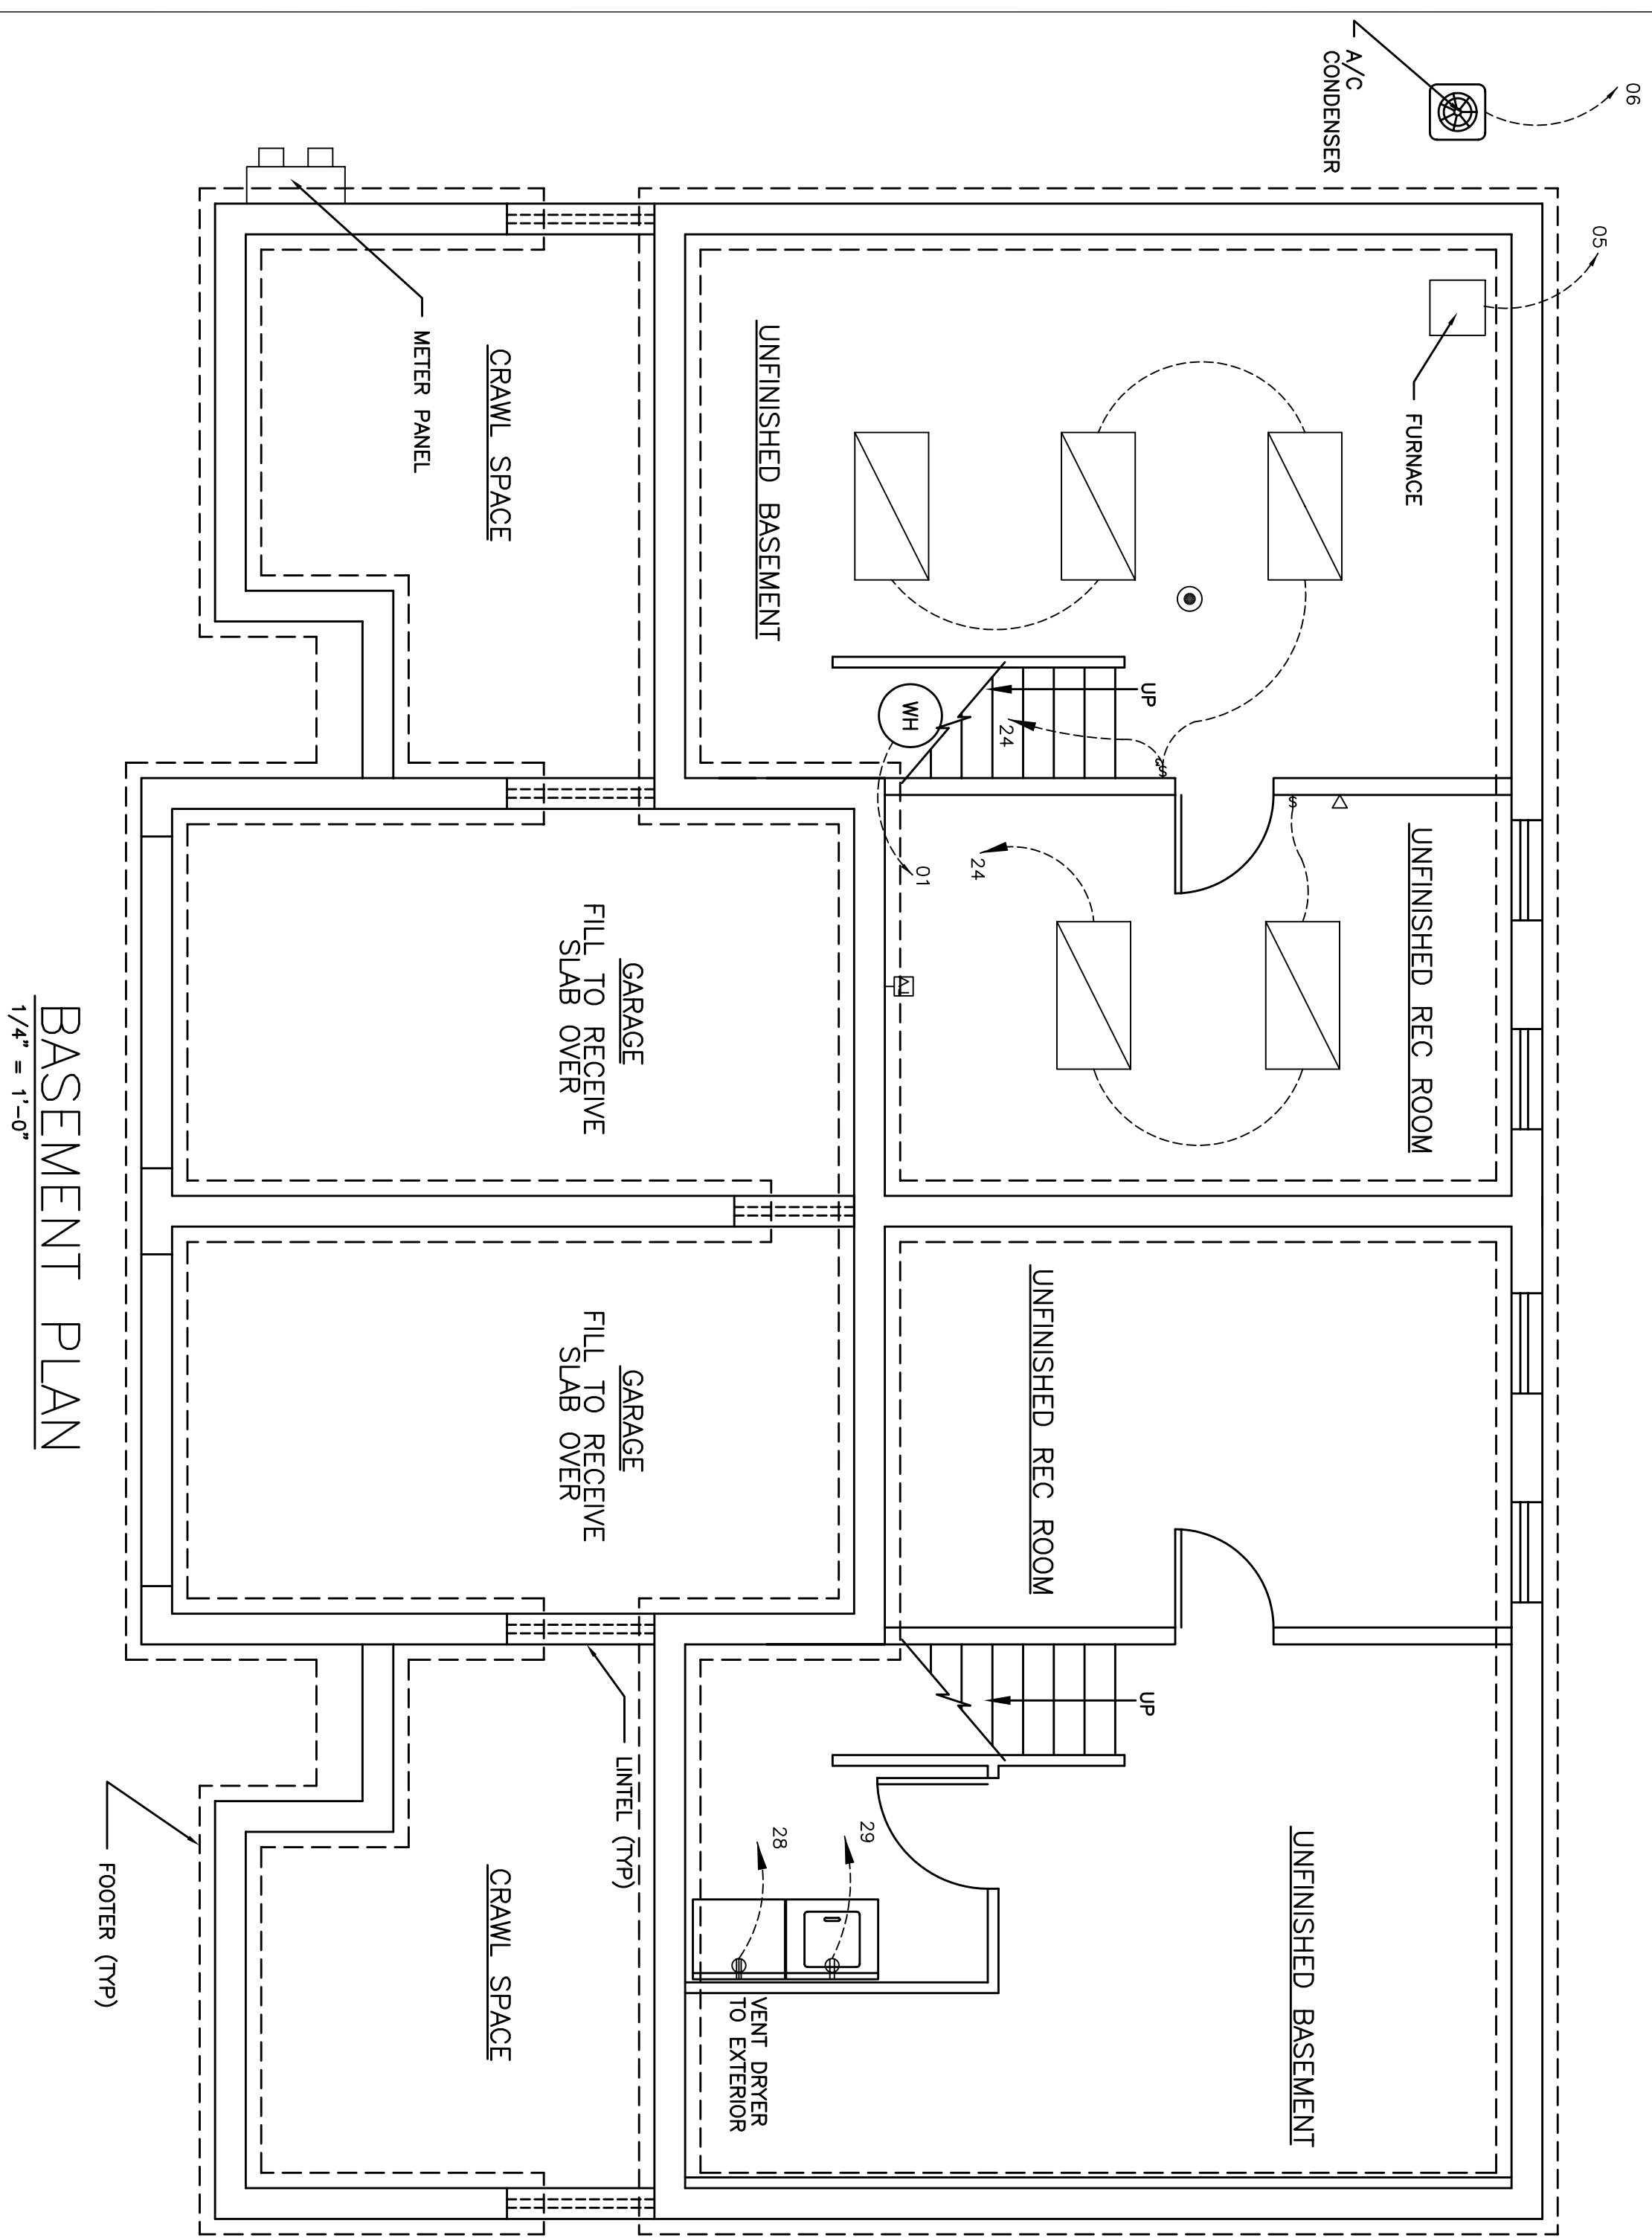 06
A/C
CONDENSER
05
FURNACE
UNFINISHED BASEMENT
METER PANEL
CRAWL SPACE
UP
24
WH
S
01
24
S
UNFINISHED REC ROOM
GARAGE
FILL TO RECEIVE
SLAB OVER
UNFINISHED REC ROOM
GARAGE
FILL TO RECEIVE
SLAB OVER
UP
LINTEL (TYP)
UNFINISHED BASEMENT
29
28
VENT DRYER
TO EXTERIOR
CRAWL SPACE
FOOTER (TYP)
BASEMENT PLAN
1/4" = 1'-0"